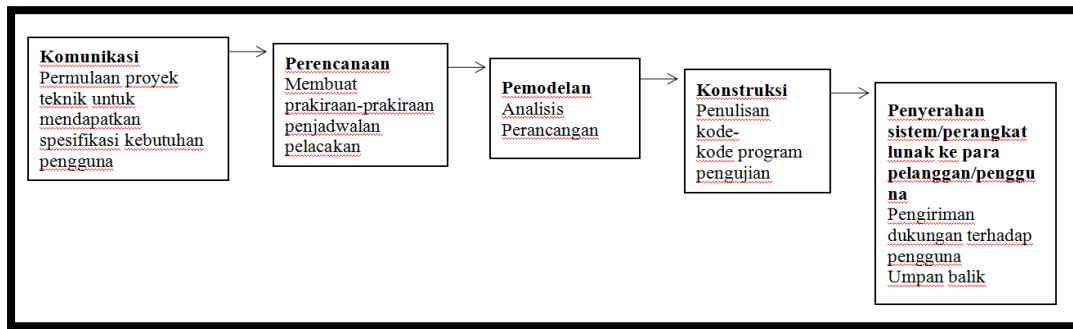 Komunikasi
Permulaan proyek
teknik untuk
mendapatkan
spesifikasi kebutuhan
pengguna
Perencanaan
Membuat
prakiraan-prakiraan
penjadwalan
pelacakan
Pemodelan
Analisis
Perancangan
Konstruksi
Penulisan
kode-
kode program
pengujian
Penyerahan
sistem/perangkat
lunak ke para
pelanggan/penggu
na
Pengiriman
dukungan terhadap
pengguna
Umpan balik